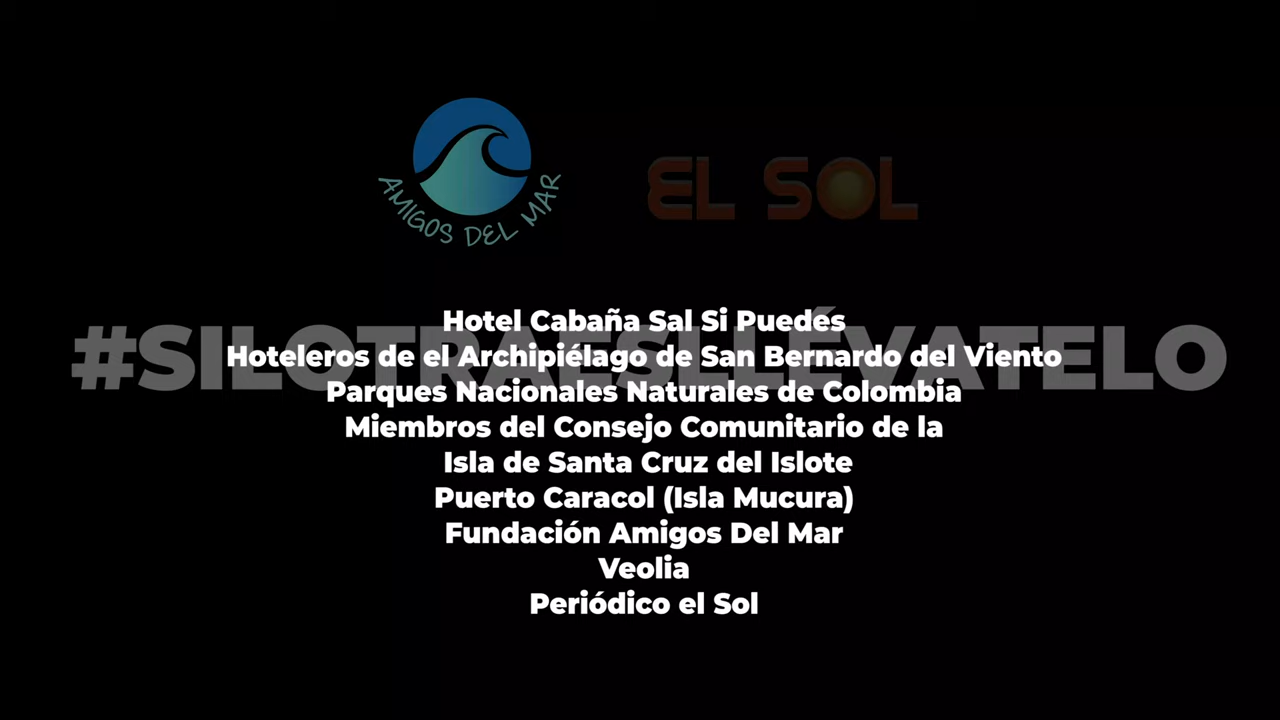 AMIGOS DEL MAR
EL SOL
#SILOTRAESLLÉVATELO
Hotel Cabaña Sal Si Puedes
Hoteleros de el Archipiélago de San Bernardo del Viento
Parques Nacionales Naturales de Colombia
Miembros del Consejo Comunitario de la
Isla de Santa Cruz del Islote
Puerto Caracol (Isla Mucura)
Fundación Amigos Del Mar
Veolia
Periódico el Sol